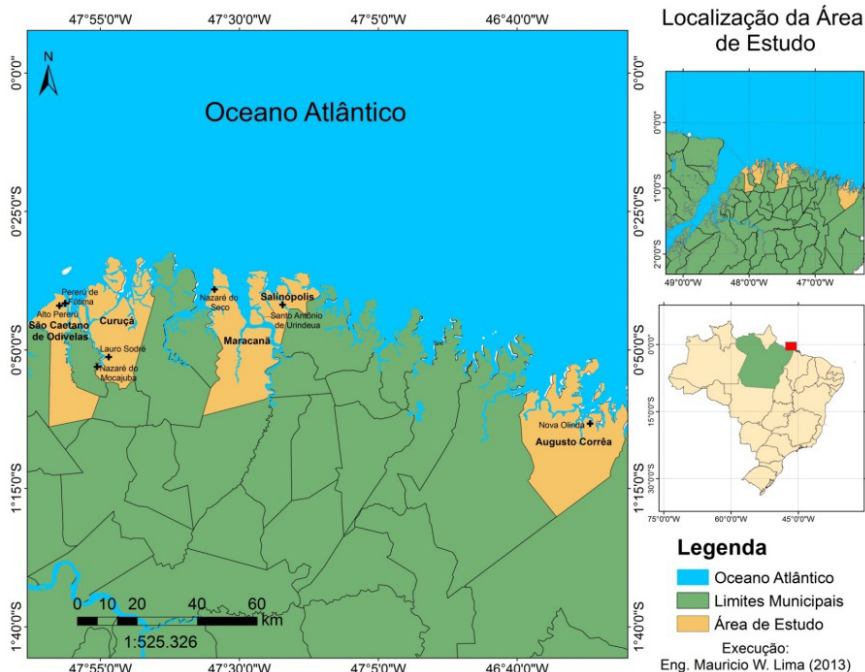 47°55'0"W
47°30'0"W
47°5'0"W
46°40'0"W
N
Oceano Atlântico
0°0'0"
0°25'0"S
0°50'0"S
1°15'0"S
1°40'0"S
0°0'0"
0°25'0"S
0°50'0"S
1°15'0"S
1°40'0"S
Pererú de
Fátima
Alto Pererú
São Caetano
de Odivelas
Curuçá
Lauro Sodré
Nazaré do
Mocajuba
Nazaré do
Seco
Maracanã
Salinópolis
Santo Antônio
de Urindeua
Nova Olinda
Augusto Corrêa
0 10 20 40 60
km
1:525.326
47°55'0"W
47°30'0"W
47°5'0"W
46°40'0"W
Localização da Área
de Estudo
0°0'0"
1°0'0"S
2°0'0"S
49°0'0"W
48°0'0"W
47°0'0"W
0°0'0"
15°0'0"S
30°0'0"S
75°0'0"W
60°0'0"W
45°0'0"W
Legenda
Oceano Atlântico
Limites Municipais
Área de Estudo
Execução:
Eng. Mauricio W. Lima (2013)